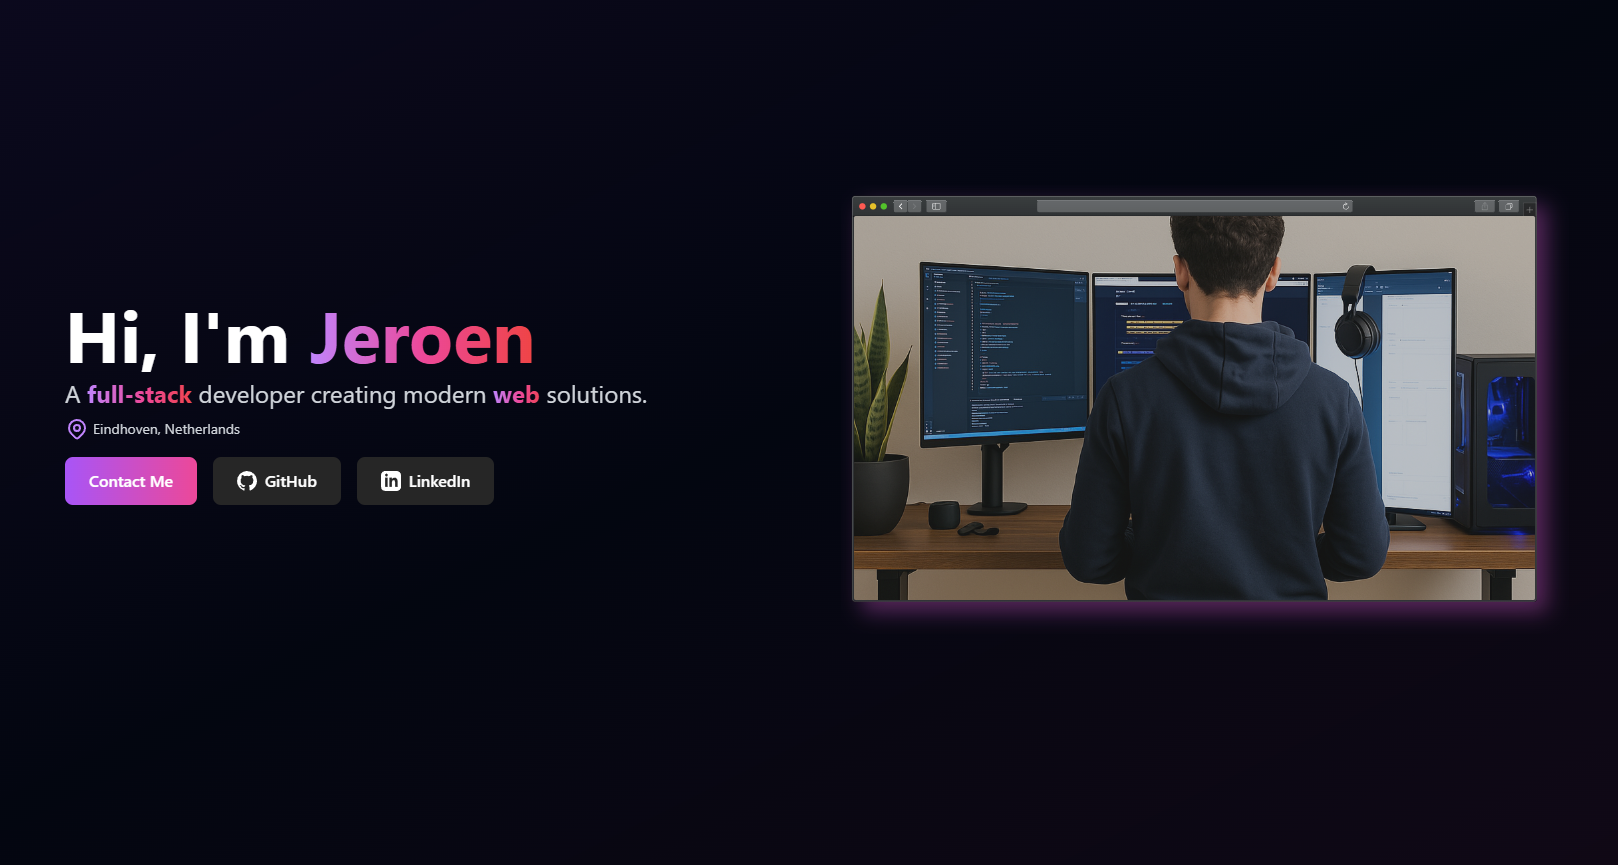 Hi, I'm Jeroen
A full-stack developer creating modern web solutions.
Eindhoven, Netherlands
Contact Me
GitHub
LinkedIn